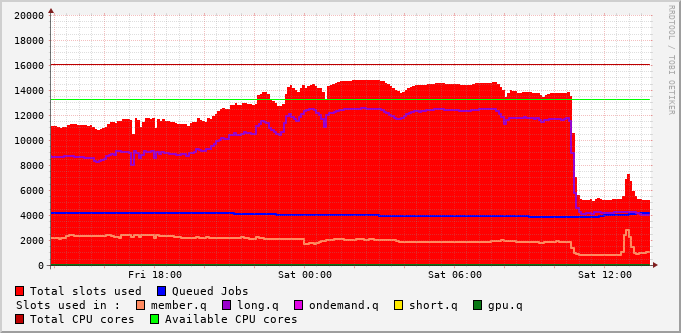 20000
18000
16000
14000
12000
10000
8000
6000
4000
2000
0
Fri 18:00 Sat 00:00 Sat 06:00 Sat 12:00
Total slots used Queued Jobs
Slots used in : member.q long.q ondemand.q short.q gpu.q
Total CPU cores Available CPU cores
RRDTOOL / TOBI OETIKER